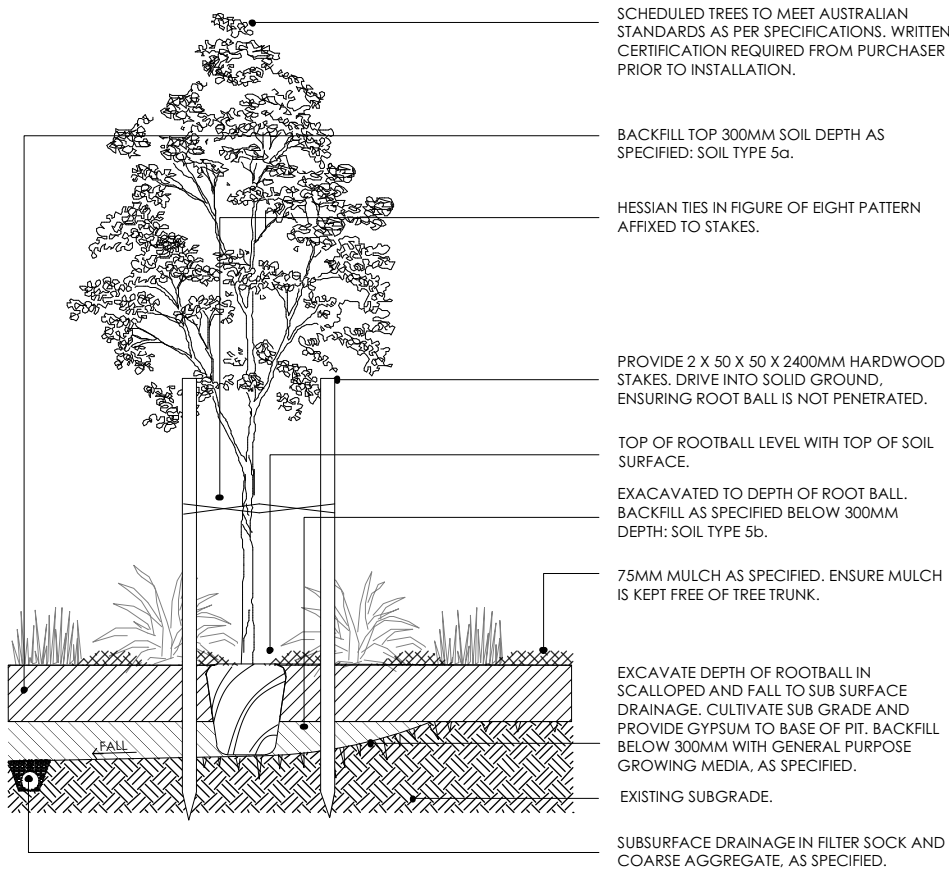 SCHEDULED TREES TO MEET AUSTRALIAN
STANDARDS AS PER SPECIFICATIONS. WRITTEN
CERTIFICATION REQUIRED FROM PURCHASER
PRIOR TO INSTALLATION.
BACKFILL TOP 300MM SOIL DEPTH AS
SPECIFIED: SOIL TYPE 5a.
HESSIAN TIES IN FIGURE OF EIGHT PATTERN
AFFIXED TO STAKES.
PROVIDE 2 X 50 X 50 X 2400MM HARDWOOD
STAKES. DRIVE INTO SOLID GROUND,
ENSURING ROOT BALL IS NOT PENETRATED.
TOP OF ROOTBALL LEVEL WITH TOP OF SOIL
SURFACE.
EXACAVATED TO DEPTH OF ROOT BALL.
BACKFILL AS SPECIFIED BELOW 300MM
DEPTH: SOIL TYPE 5b.
75MM MULCH AS SPECIFIED. ENSURE MULCH
IS KEPT FREE OF TREE TRUNK.
EXCAVATE DEPTH OF ROOTBALL IN
SCALLOPED AND FALL TO SUB SURFACE
DRAINAGE. CULTIVATE SUB GRADE AND
PROVIDE GYPSUM TO BASE OF PIT. BACKFILL
BELOW 300MM WITH GENERAL PURPOSE
GROWING MEDIA, AS SPECIFIED.
FALL
EXISTING SUBGRADE.
SUBSURFACE DRAINAGE IN FILTER SOCK AND
COARSE AGGREGATE, AS SPECIFIED.